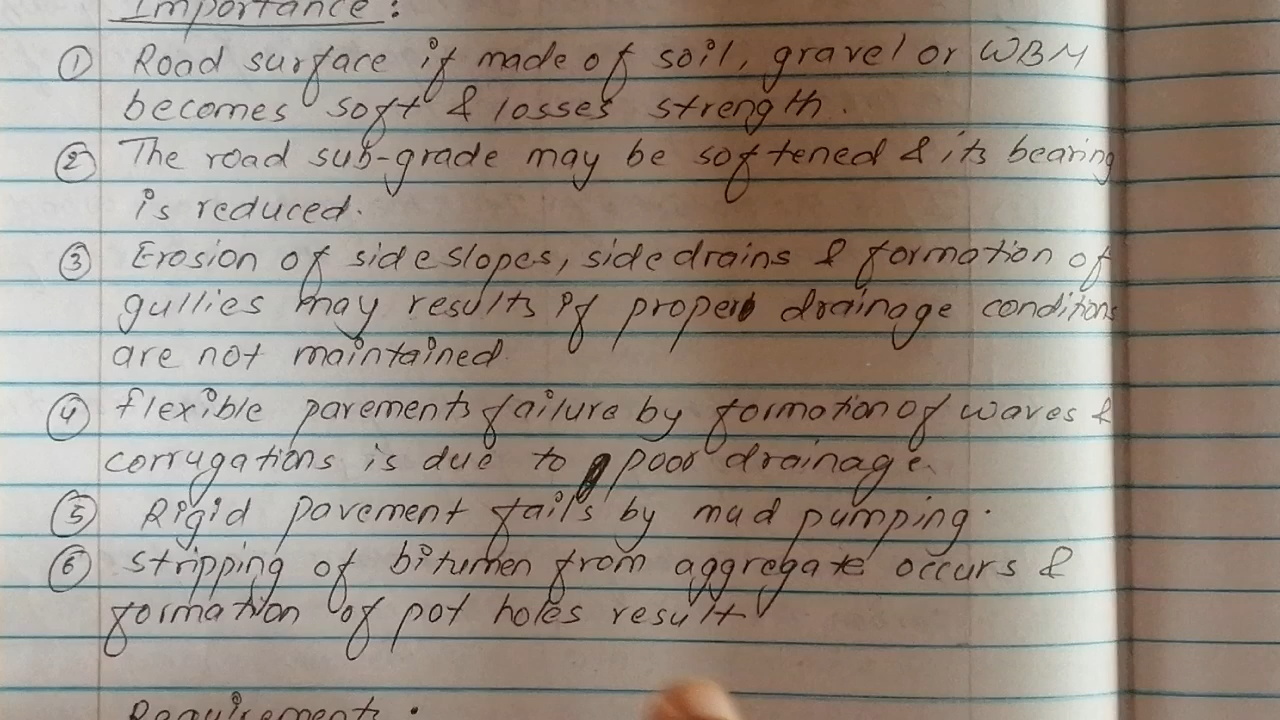 Importance :
① Road surface if made of soil, gravel or WBM
becomes soft & losses strength.
② The road sub-grade may be softened & its bearing
is reduced.
③ Erosion of side slopes, side drains & formation of
gullies may results if proper drainage conditions
are not maintained
④ flexible pavements failure by formation of waves &
corrugations is due to poor drainage.
⑤ Rigid pavement fails by mud pumping.
⑥ stripping of bitumen from aggregate occurs &
formation of pot holes result
Requirements :